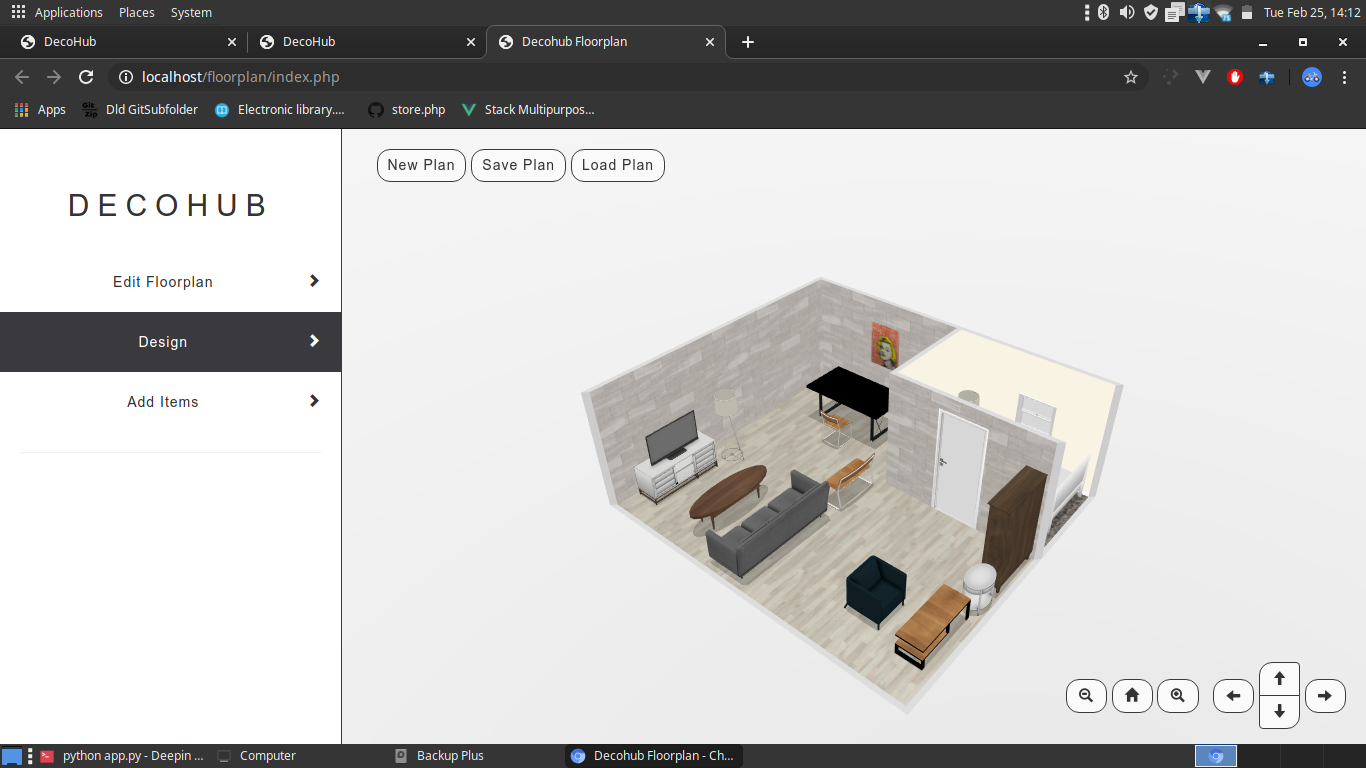 Applications Places System
Tue Feb 25, 14:12
DecoHub
DecoHub
Decohub Floorplan
localhost/floorplan/index.php
Apps
Git Zip
Dld GitSubfolder
Electronic library....
store.php
Stack Multipurpos...
DECOHUB
Edit Floorplan
Design
Add Items
New Plan
Save Plan
Load Plan
python app.py - Deepin ...
Computer
Backup Plus
Decohub Floorplan - Ch...